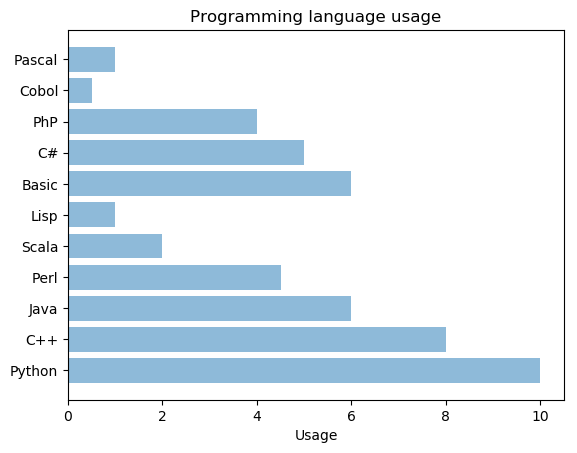 Programming language usage
Pascal
Cobol
PhP
C#
Basic
Lisp
Scala
Perl
Java
C++
Python
0 2 4 6 8 10
Usage